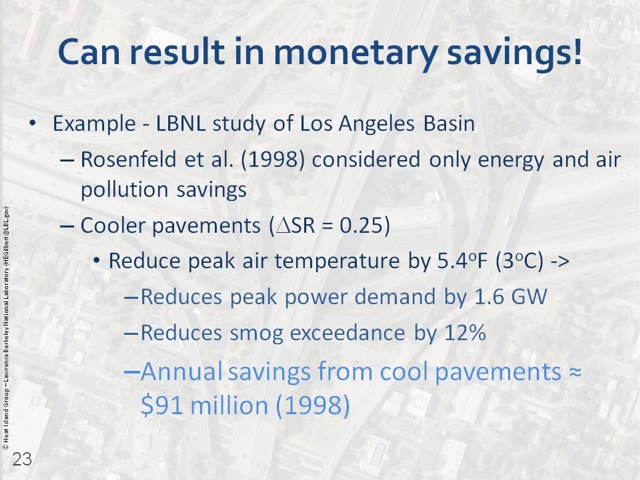 Can result in monetary savings!
• Example - LBNL study of Los Angeles Basin
– Rosenfeld et al. (1998) considered only energy and air
pollution savings
– Cooler pavements (∆SR = 0.25)
• Reduce peak air temperature by 5.4°F (3°C) ->
–Reduces peak power demand by 1.6 GW
–Reduces smog exceedance by 12%
–Annual savings from cool pavements ≈
$91 million (1998)
© Heat Island Group – Lawrence Berkeley National Laboratory (HEGilbert@LBL.gov)
23